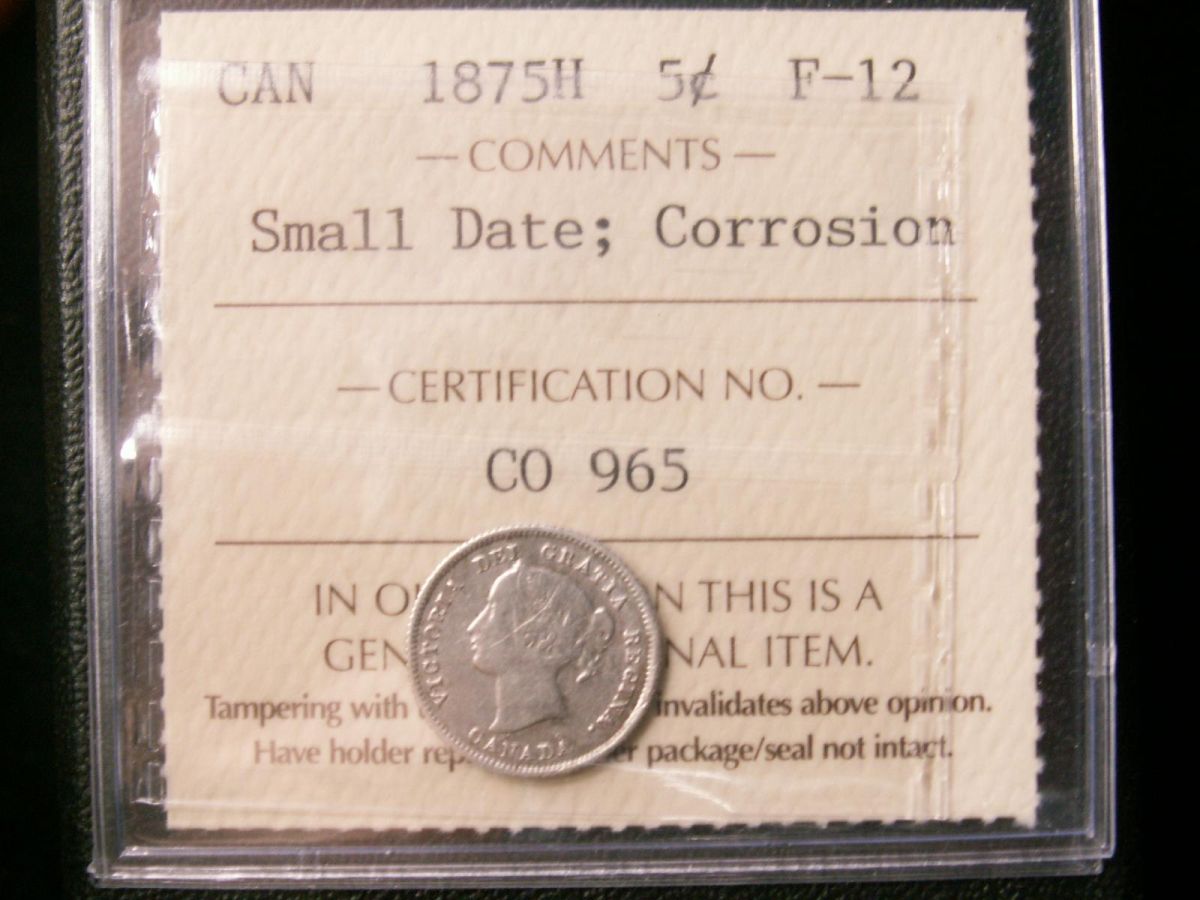 CAN 1875H 5¢ F-12
— COMMENTS —
Small Date; Corrosion
— CERTIFICATION NO. —
CO 965
IN O N THIS IS A
GEN NAL ITEM.
Tampering with invalidates above opinion.
Have holder rep er package/seal not intact.
VICTORIA DEI GRATIA REGINA.
CANADA